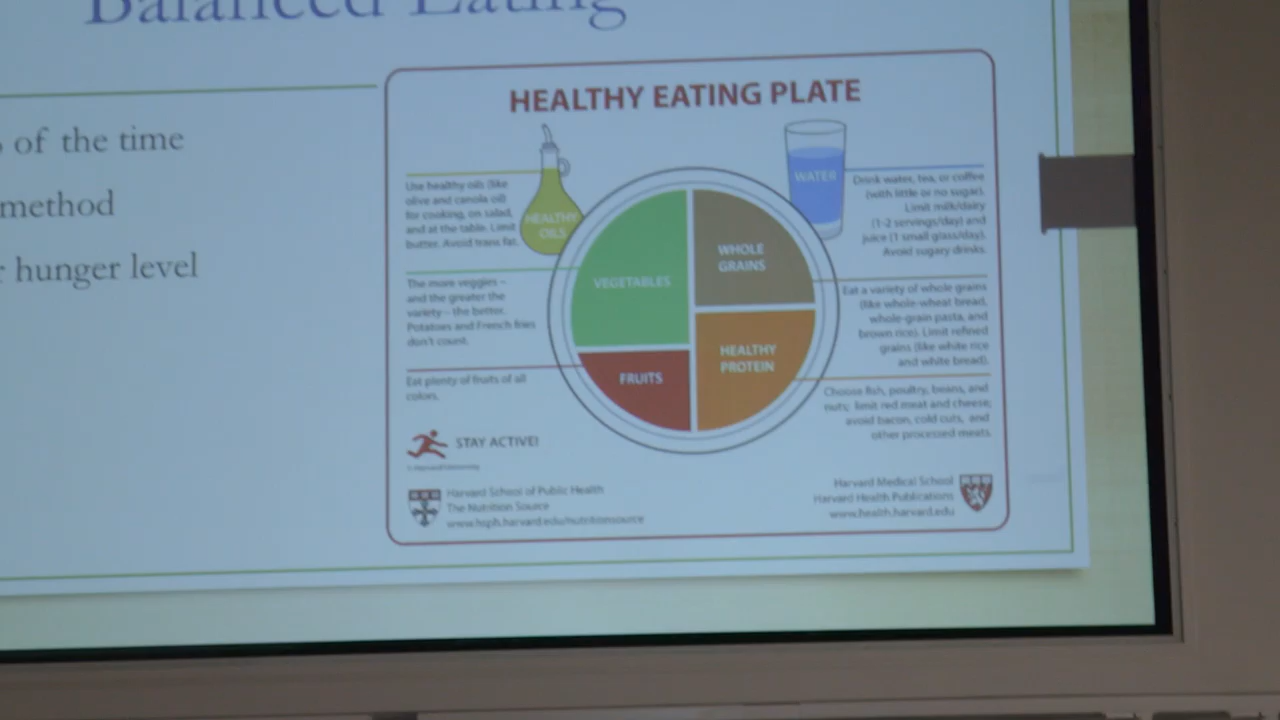 Balanced Eating
of the time
method
hunger level
HEALTHY EATING PLATE
Use healthy oils (like
olive and canola oil)
for cooking, on salad,
and at the table. Limit
butter. Avoid trans fat.
HEALTHY
OILS
WATER
Drink water, tea, or coffee
(with little or no sugar).
Limit milk/dairy
(1-2 servings/day) and
juice (1 small glass/day).
Avoid sugary drinks.
The more veggies –
and the greater the
variety – the better.
Potatoes and French fries
don't count.
VEGETABLES
WHOLE
GRAINS
Eat a variety of whole grains
(like whole-wheat bread,
whole-grain pasta, and
brown rice). Limit refined
grains (like white rice
and white bread).
Eat plenty of fruits of all
colors.
FRUITS
HEALTHY
PROTEIN
Choose fish, poultry, beans, and
nuts; limit red meat and cheese;
avoid bacon, cold cuts, and
other processed meats.
STAY ACTIVE!
© Harvard University
Harvard School of Public Health
The Nutrition Source
www.hsph.harvard.edu/nutritionsource
Harvard Medical School
Harvard Health Publications
www.health.harvard.edu